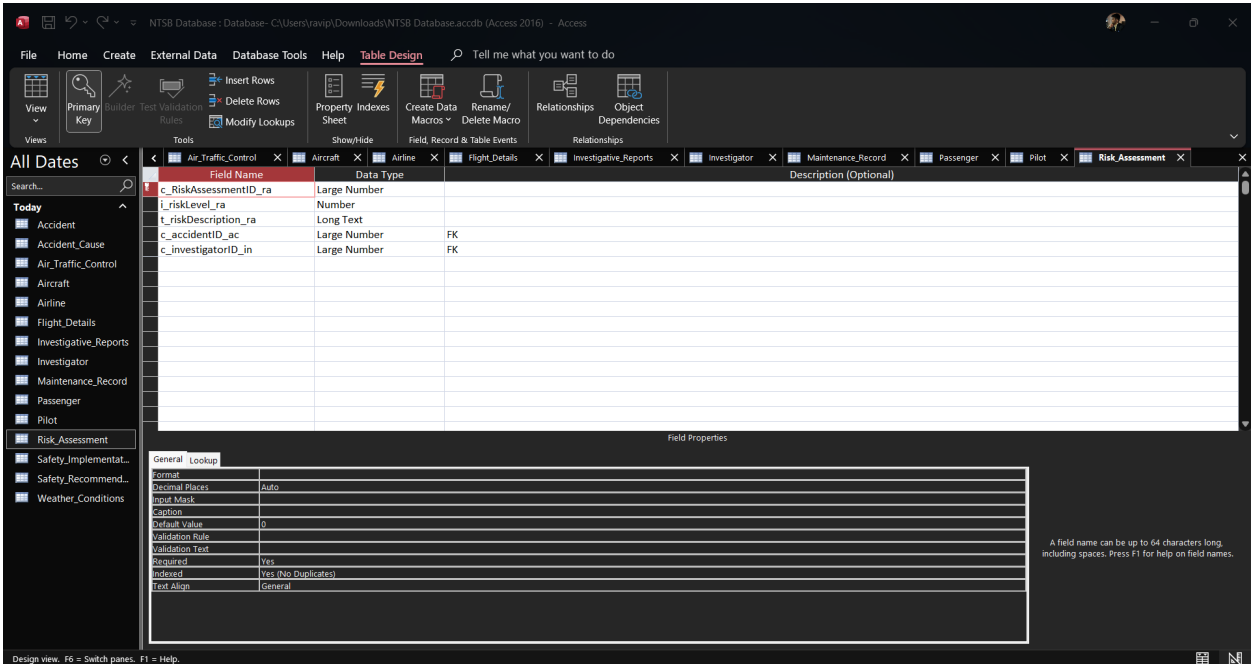 NTSB Database : Database- C:\Users\ravip\Downloads\NTSB Database.accdb (Access 2016) - Access
File Home Create External Data Database Tools Help Table Design Tell me what you want to do
View
Primary Key
Builder
Test Validation Rules
Insert Rows
Delete Rows
Modify Lookups
Property Sheet
Indexes
Create Data Macros
Rename/ Delete Macro
Relationships
Object Dependencies
Views Tools Show/Hide Field, Record & Table Events Relationships
All Dates
Search...
Today
Accident
Accident_Cause
Air_Traffic_Control
Aircraft
Airline
Flight_Details
Investigative_Reports
Investigator
Maintenance_Record
Passenger
Pilot
Risk_Assessment
Safety_Implementat...
Safety_Recommend...
Weather_Conditions
Air_Traffic_Control Aircraft Airline Flight_Details Investigative_Reports Investigator Maintenance_Record Passenger Pilot Risk_Assessment
Field Name Data Type Description (Optional)
c_RiskAssessmentID_ra Large Number
i_riskLevel_ra Number
t_riskDescription_ra Long Text
c_accidentID_ac Large Number FK
c_investigatorID_in Large Number FK
Field Properties
General Lookup
Format
Decimal Places Auto
Input Mask
Caption
Default Value 0
Validation Rule
Validation Text
Required Yes
Indexed Yes (No Duplicates)
Text Align General
A field name can be up to 64 characters long,
including spaces. Press F1 for help on field names.
Design view. F6 = Switch panes. F1 = Help.